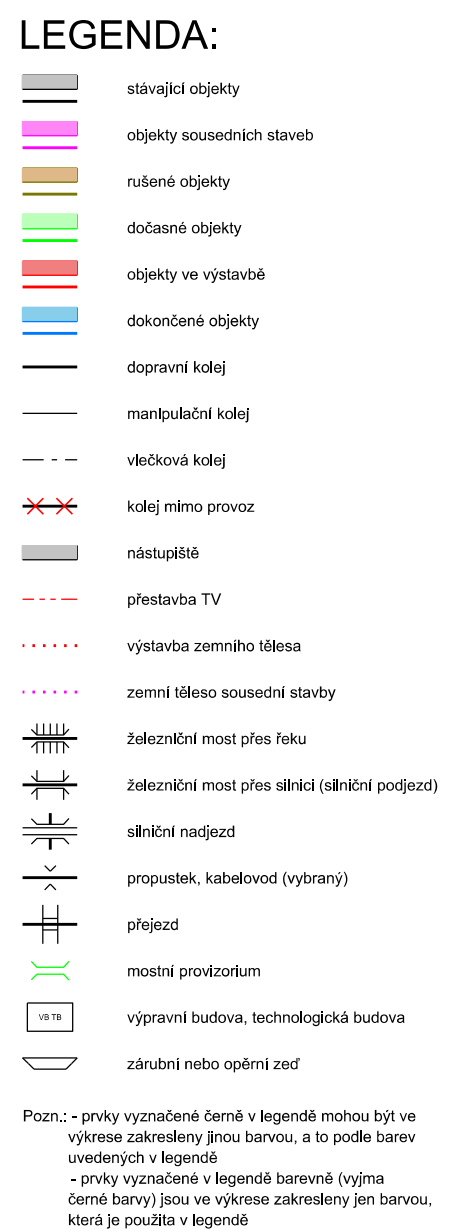 LEGENDA:
stávající objekty
objekty sousedních staveb
rušené objekty
dočasné objekty
objekty ve výstavbě
dokončené objekty
dopravní kolej
manipulační kolej
vlečková kolej
kolej mimo provoz
nástupiště
přestavba TV
výstavba zemního tělesa
zemní těleso sousední stavby
železniční most přes řeku
železniční most přes silnici (silniční podjezd)
silniční nadjezd
propustek, kabelovod (vybraný)
přejezd
mostní provizorium
VB TB
výpravní budova, technologická budova
zárubní nebo opěrní zeď
Pozn.: - prvky vyznačené černě v legendě mohou být ve
výkrese zakresleny jinou barvou, a to podle barev
uvedených v legendě
- prvky vyznačené v legendě barevně (vyjma
černé barvy) jsou ve výkrese zakresleny jen barvou,
která je použita v legendě